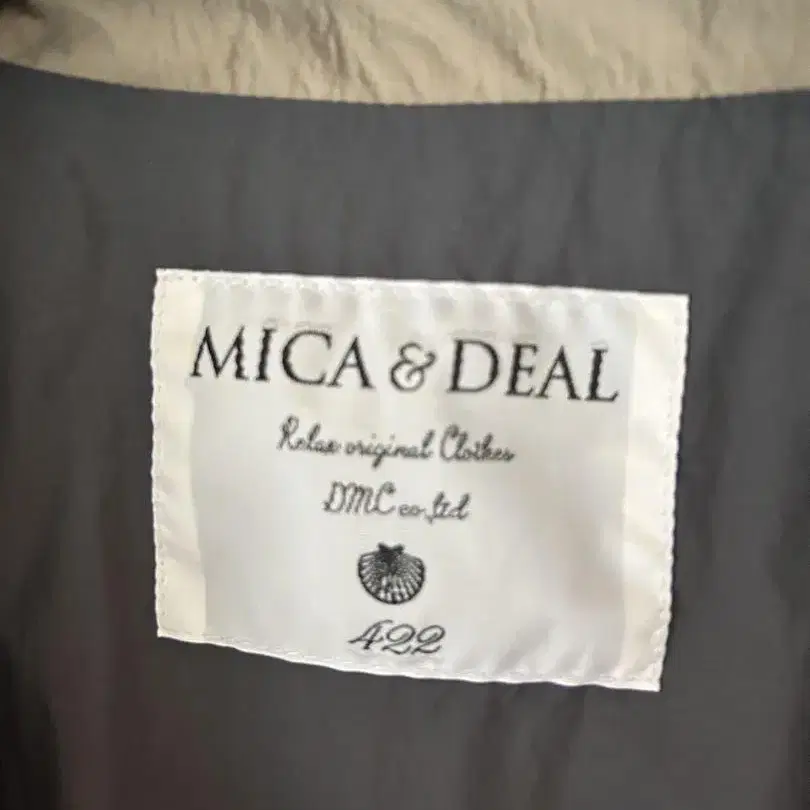 MICA & DEAL
Relax original Clothes
DMC co,ltd
422